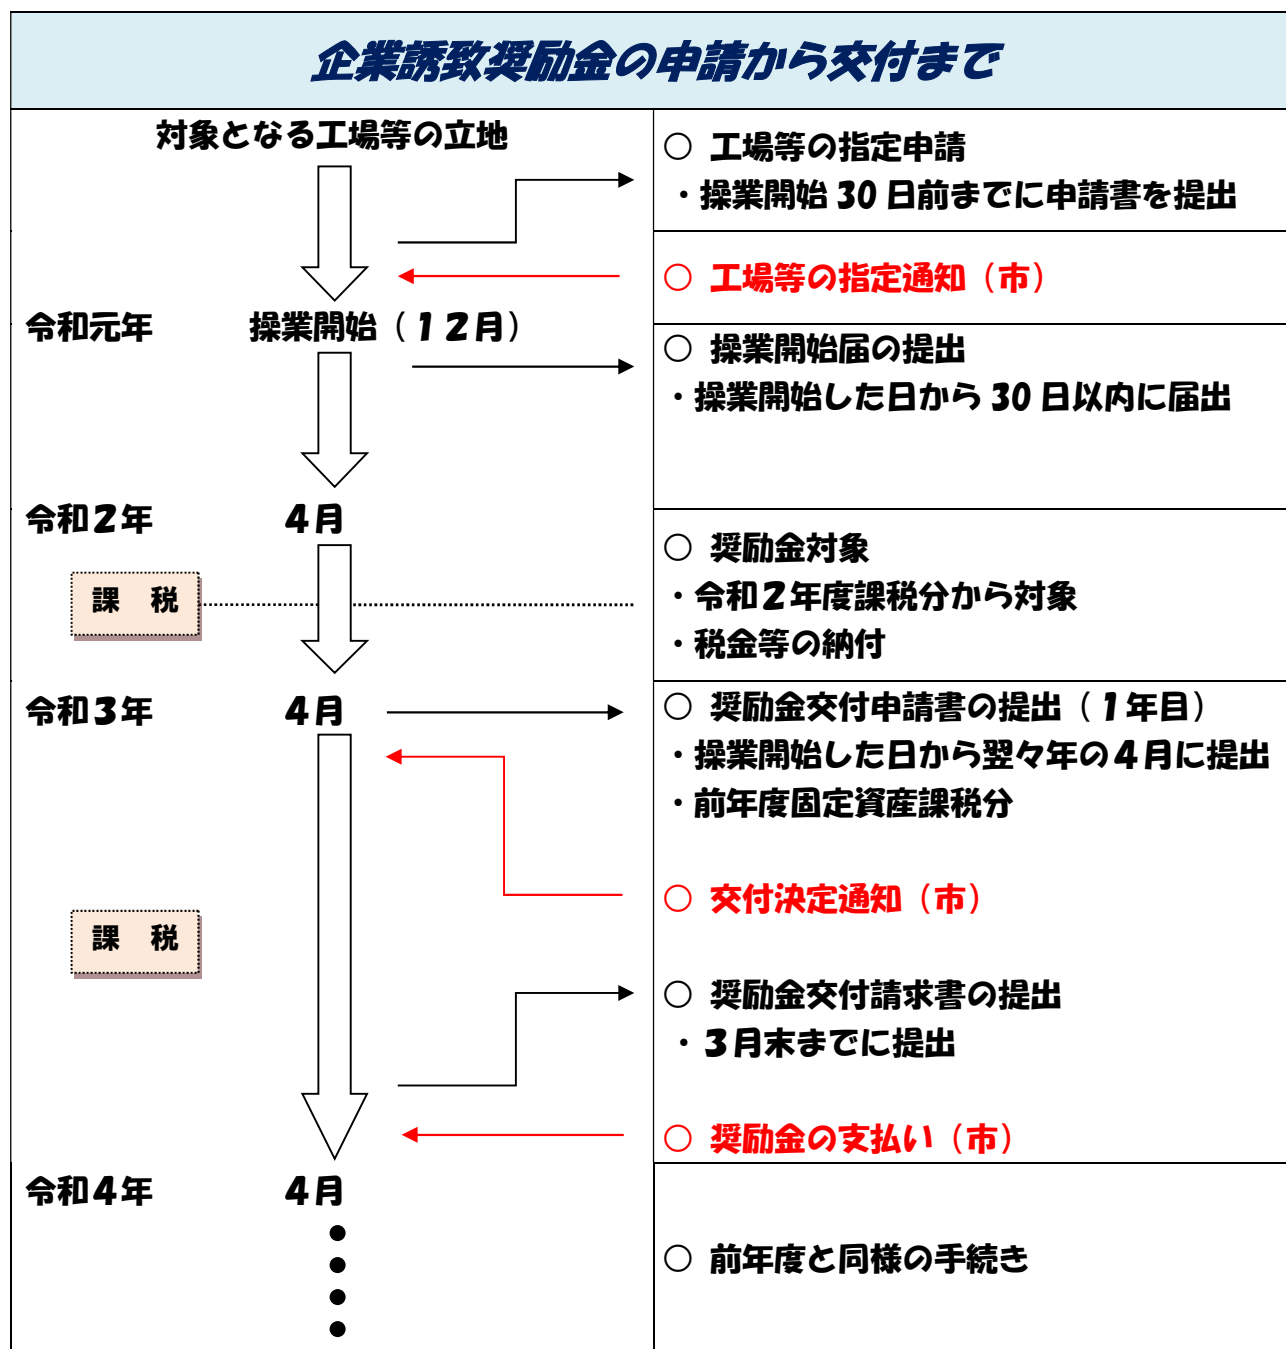 企業誘致奨励金の申請から交付まで
対象となる工場等の立地
○ 工場等の指定申請
・操業開始 30 日前までに申請書を提出
○ 工場等の指定通知（市）
令和元年 操業開始（１２月）
○ 操業開始届の提出
・操業開始した日から 30 日以内に届出
令和２年 ４月
課 税
○ 奨励金対象
・令和２年度課税分から対象
・税金等の納付
令和３年 ４月
○ 奨励金交付申請書の提出（１年目）
・操業開始した日から翌々年の４月に提出
・前年度固定資産課税分
○ 交付決定通知（市）
課 税
○ 奨励金交付請求書の提出
・３月末までに提出
○ 奨励金の支払い（市）
令和４年 ４月
○ 前年度と同様の手続き